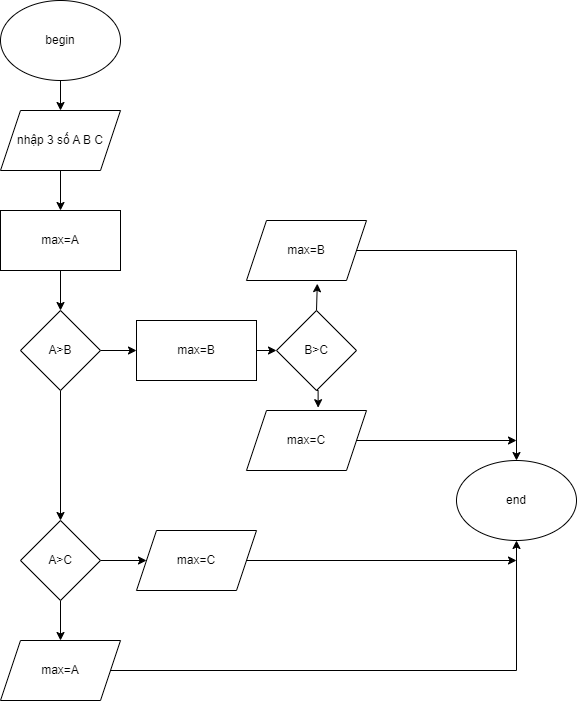 begin
nhập 3 số A B C
max=A
max=B
A>B
max=B
B>C
max=C
end
A>C
max=C
max=A